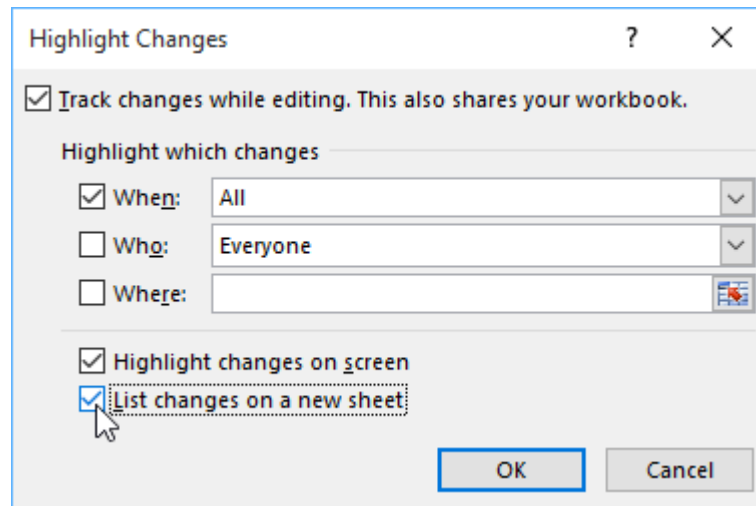 Highlight Changes ?
Track changes while editing. This also shares your workbook.
Highlight which changes
When: All
Who: Everyone
Where:
Highlight changes on screen
List changes on a new sheet
OK Cancel